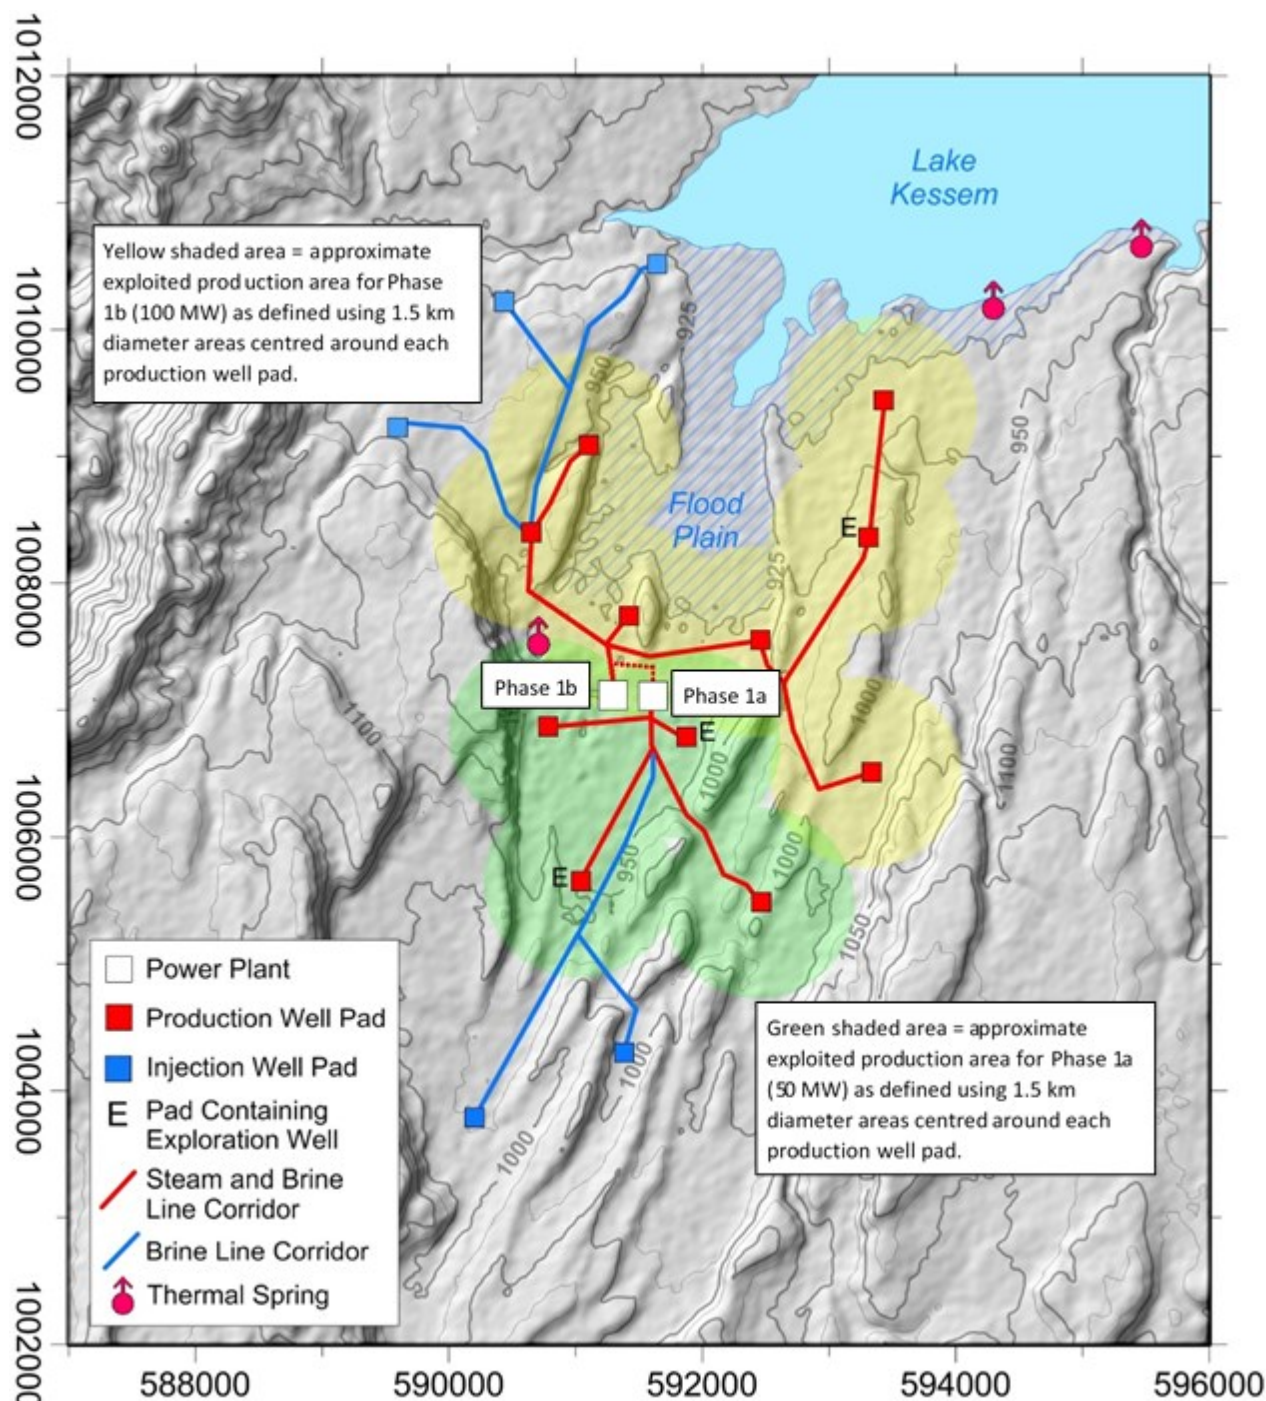 1012000
1010000
1008000
1006000
1004000
1002000
Lake
Kessem
Yellow shaded area = approximate
exploited production area for Phase
1b (100 MW) as defined using 1.5 km
diameter areas centred around each
production well pad.
925
950
950
E
Flood
Plain
925
Phase 1b
Phase 1a
E
1100
1000
1000
1100
1000
950
E
1050
1000
1000
Green shaded area = approximate
exploited production area for Phase 1a
(50 MW) as defined using 1.5 km
diameter areas centred around each
production well pad.
Power Plant
Production Well Pad
Injection Well Pad
E Pad Containing
Exploration Well
Steam and Brine
Line Corridor
Brine Line Corridor
Thermal Spring
588000
590000
592000
594000
596000